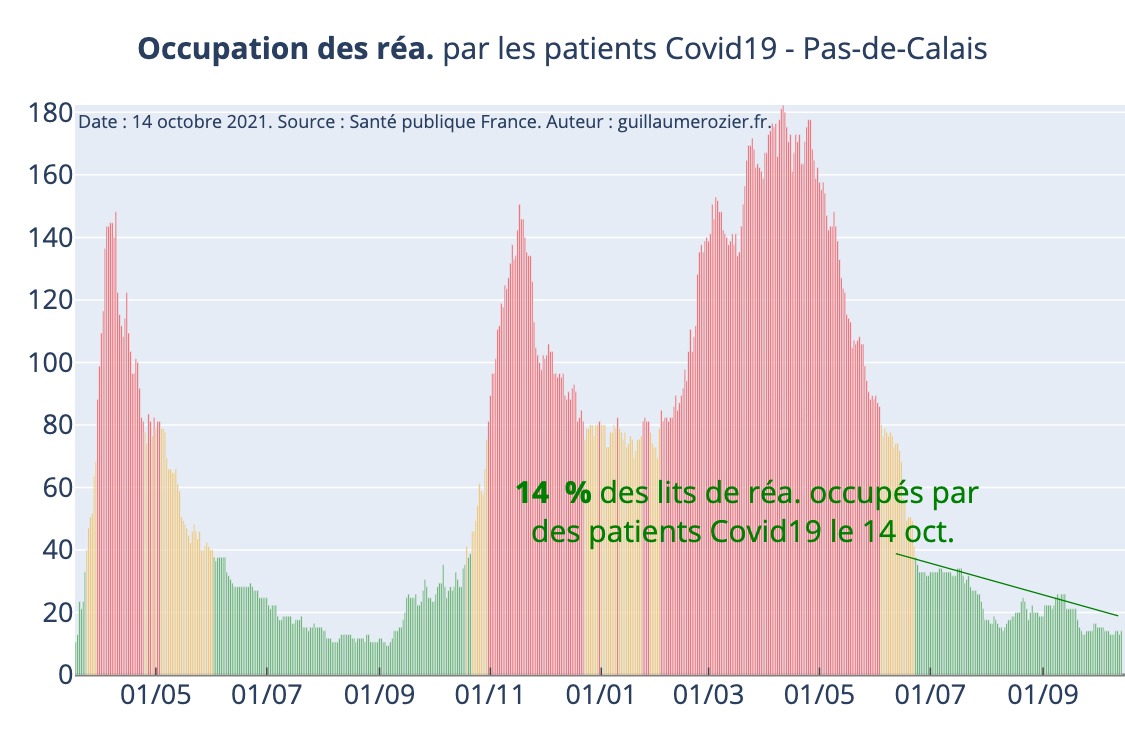 Occupation des réa. par les patients Covid19 - Pas-de-Calais
180
Date : 14 octobre 2021. Source : Santé publique France. Auteur : guillaumerozier.fr.
160
140
120
100
80
60
14 % des lits de réa. occupés par
des patients Covid19 le 14 oct.
40
20
0
01/05 01/07 01/09 01/11 01/01 01/03 01/05 01/07 01/09